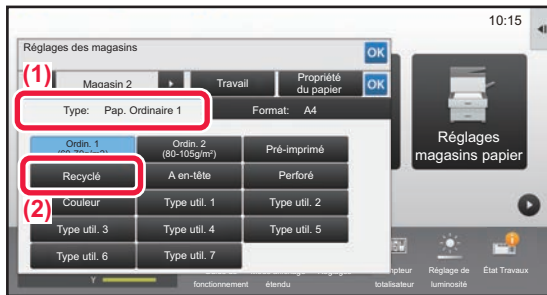 10:15
Réglages des magasins
OK
(1)
Magasin 2
Travail
Propriété
du papier
OK
Type: Pap. Ordinaire 1
Format: A4
Ordin. 1
Ordin. 2
(80-105g/m²)
Pré-imprimé
Recyclé
A en-tête
Perforé
(2)
Couleur
Type util. 1
Type util. 2
Type util. 3
Type util. 4
Type util. 5
Type util. 6
Type util. 7
Réglages
magasins papier
Y
fonctionnement
étendu
totalisateur
Réglage de
luminosité
État Travaux